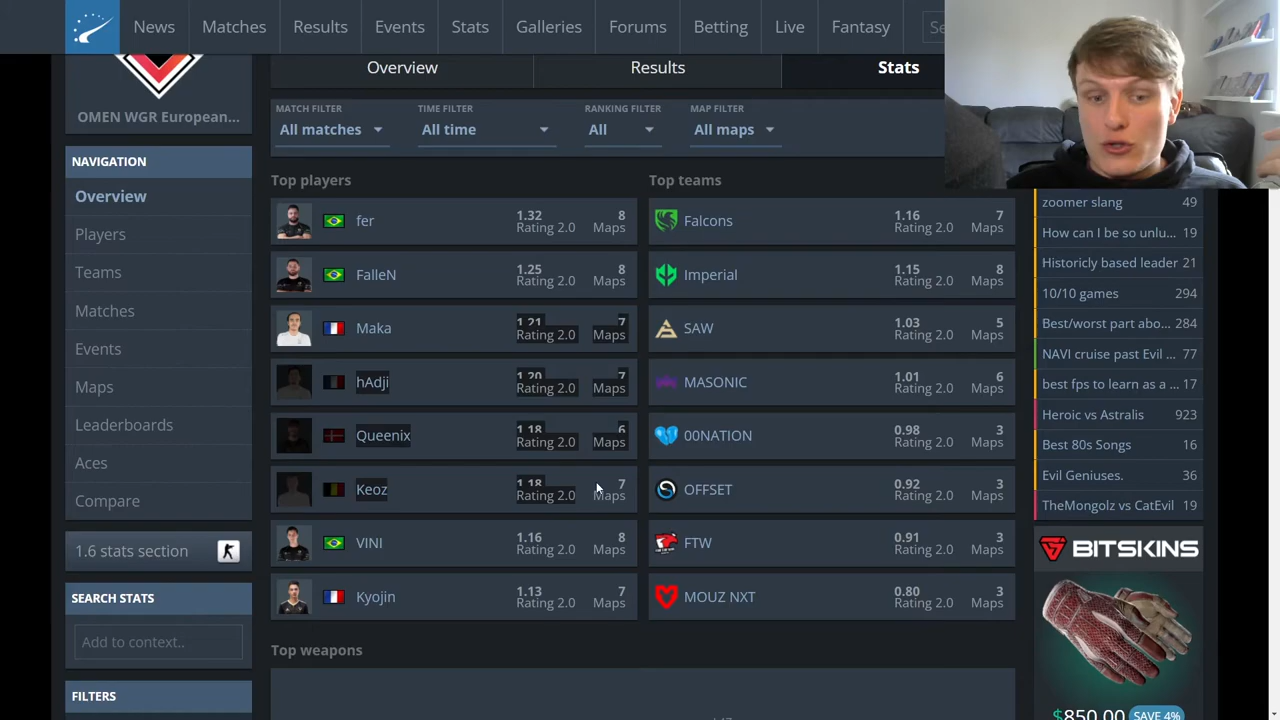 News Matches Results Events Stats Galleries Forums Betting Live Fantasy Se
Overview Results Stats
OMEN WGR European...
MATCH FILTER TIME FILTER RANKING FILTER MAP FILTER
All matches All time All All maps
NAVIGATION
Overview
Players
Teams
Matches
Events
Maps
Leaderboards
Aces
Compare
1.6 stats section
SEARCH STATS
Add to context..
FILTERS
Top players
fer 1.32 8
Rating 2.0 Maps
FalleN 1.25 8
Rating 2.0 Maps
Maka 1.21 7
Rating 2.0 Maps
hAdji 1.20 7
Rating 2.0 Maps
Queenix 1.18 6
Rating 2.0 Maps
Keoz 1.18 7
Rating 2.0 Maps
VINI 1.16 8
Rating 2.0 Maps
Kyojin 1.13 7
Rating 2.0 Maps
Top teams
Falcons 1.16 7
Rating 2.0 Maps
Imperial 1.15 8
Rating 2.0 Maps
SAW 1.03 5
Rating 2.0 Maps
MASONIC 1.01 6
Rating 2.0 Maps
00NATION 0.98 3
Rating 2.0 Maps
OFFSET 0.92 3
Rating 2.0 Maps
FTW 0.91 3
Rating 2.0 Maps
MOUZ NXT 0.80 3
Rating 2.0 Maps
Top weapons
zoomer slang 49
How can I be so unlu... 19
Historicly based leader 21
10/10 games 294
Best/worst part abo... 284
NAVI cruise past Evil ... 77
best fps to learn as a ... 17
Heroic vs Astralis 923
Best 80s Songs 16
Evil Geniuses. 36
TheMongolz vs CatEvil 19
BITSKINS
$850.00 SAVE 4%